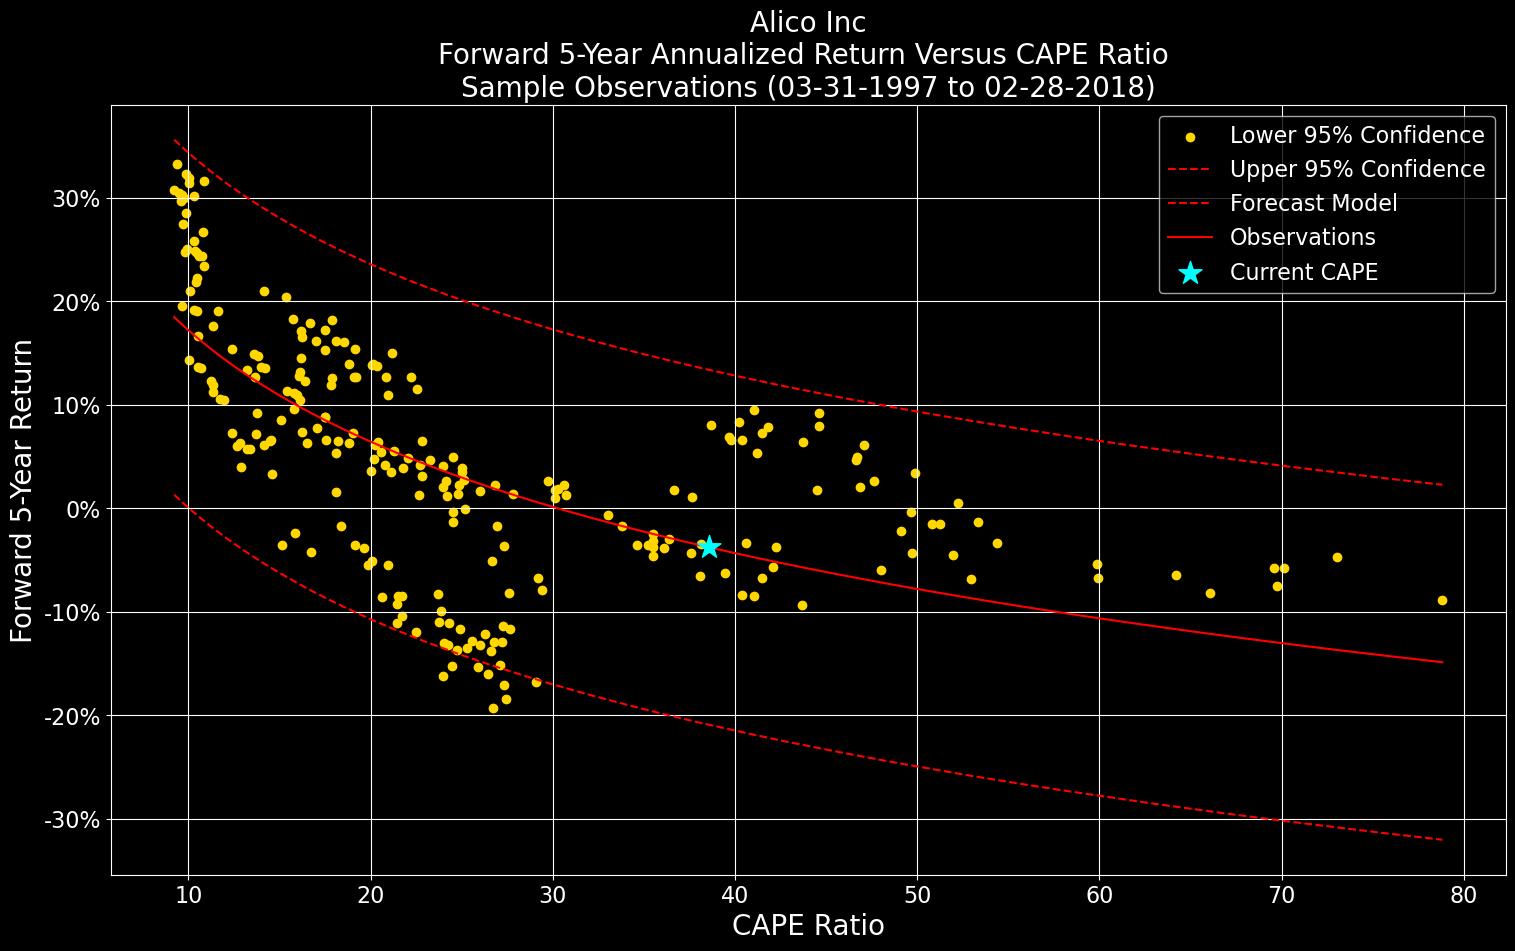 Alico Inc
Forward 5-Year Annualized Return Versus CAPE Ratio
Sample Observations (03-31-1997 to 02-28-2018)
Lower 95% Confidence
Upper 95% Confidence
Forecast Model
Observations
Current CAPE
Forward 5-Year Return
30%
20%
10%
0%
-10%
-20%
-30%
10 20 30 40 50 60 70 80
CAPE Ratio